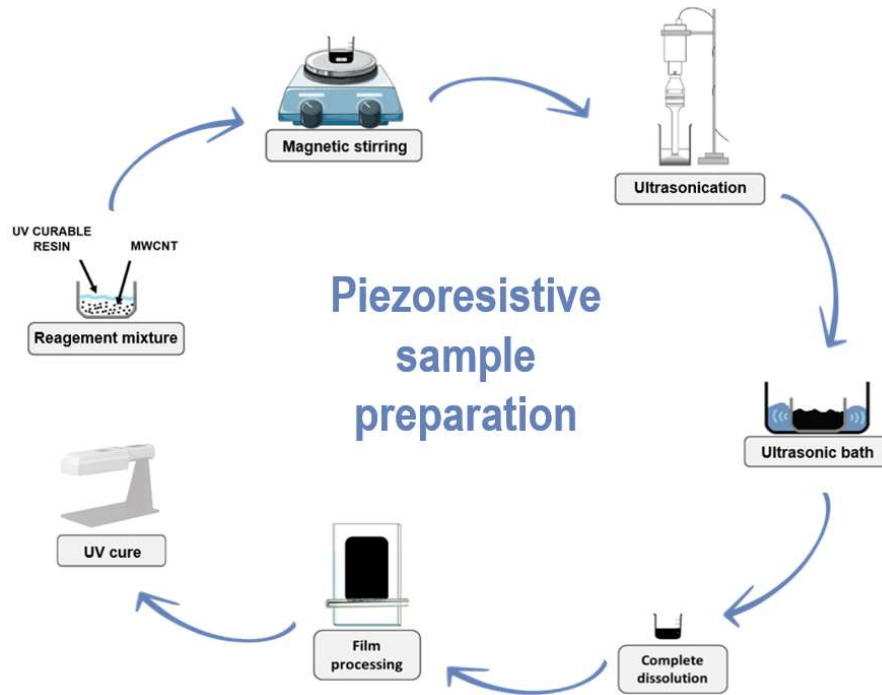 Magnetic stirring
Ultrasonication
UV CURABLE
RESIN
MWCNT
Reagement mixture
Piezoresistive
sample
preparation
Ultrasonic bath
UV cure
Film
processing
Complete
dissolution